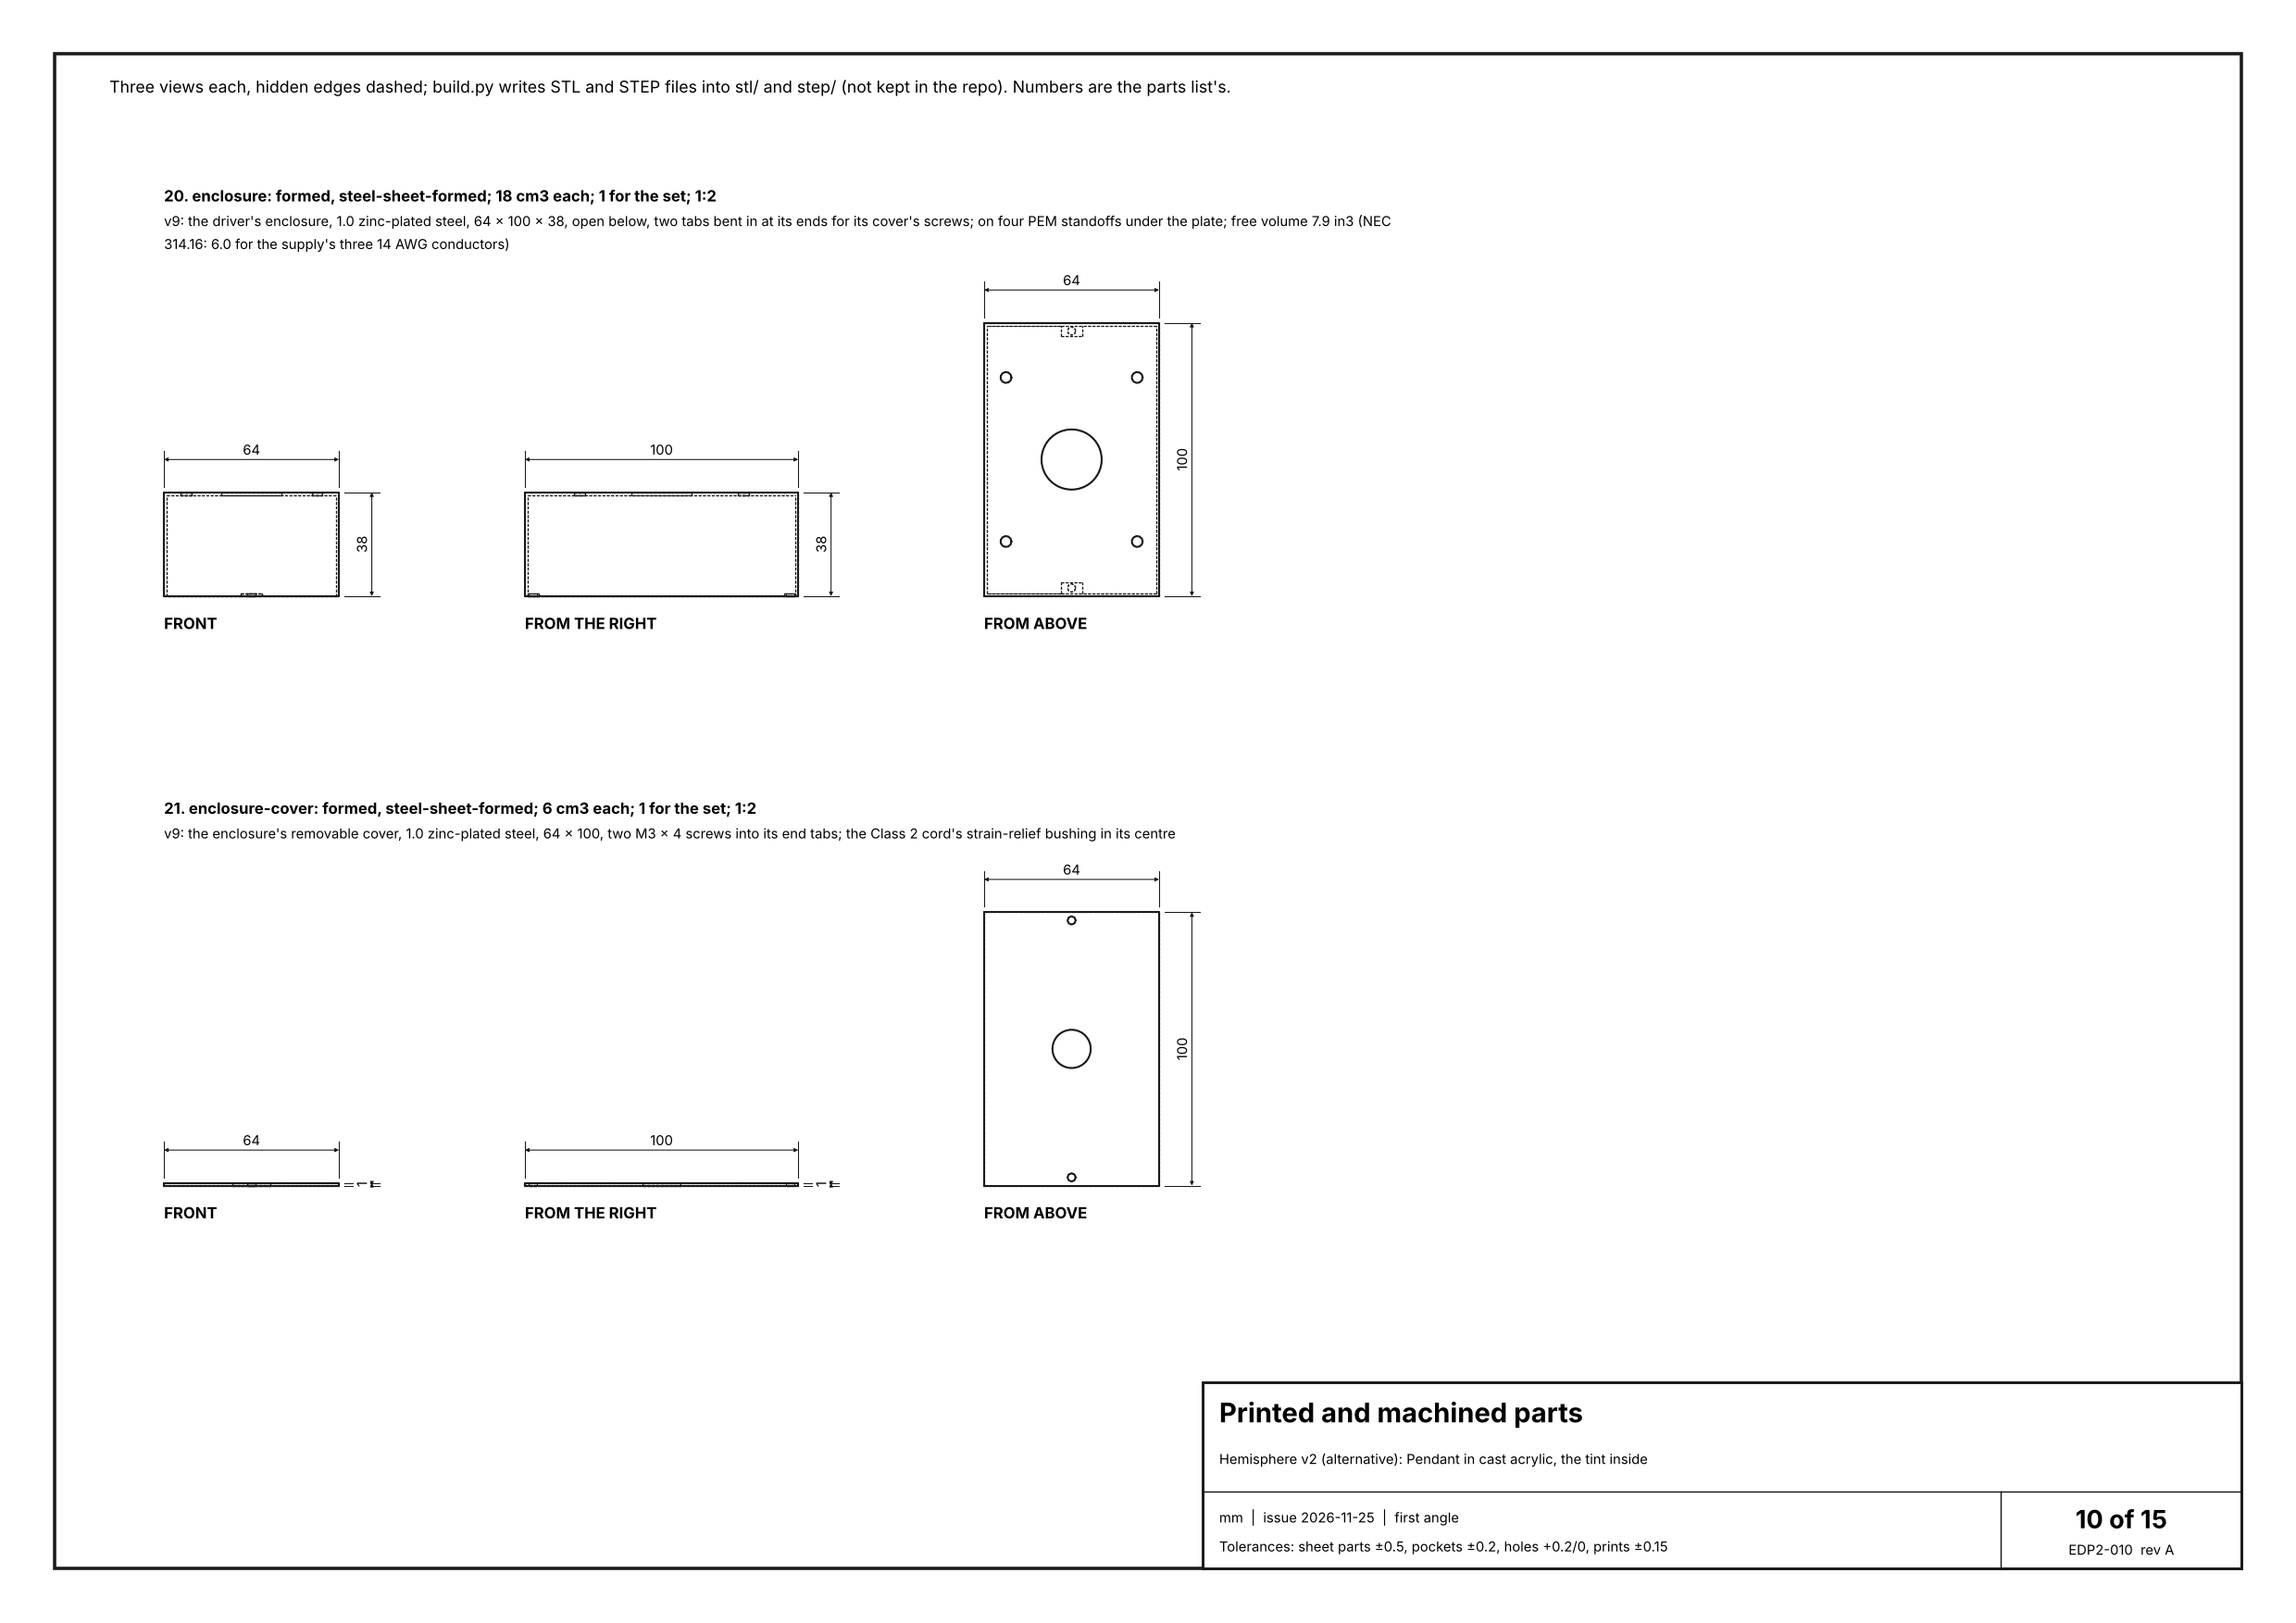 Three views each, hidden edges dashed; build.py writes STL and STEP files into stl/ and step/ (not kept in the repo). Numbers are the parts list's.
20. enclosure: formed, steel-sheet-formed; 18 cm3 each; 1 for the set; 1:2
v9: the driver's enclosure, 1.0 zinc-plated steel, 64 × 100 × 38, open below, two tabs bent in at its ends for its cover's screws; on four PEM standoffs under the plate; free volume 7.9 in3 (NEC
314.16: 6.0 for the supply's three 14 AWG conductors)
64
100
64
100
38
38
FRONT
FROM THE RIGHT
FROM ABOVE
21. enclosure-cover: formed, steel-sheet-formed; 6 cm3 each; 1 for the set; 1:2
v9: the enclosure's removable cover, 1.0 zinc-plated steel, 64 × 100, two M3 × 4 screws into its end tabs; the Class 2 cord's strain-relief bushing in its centre
64
100
64
100
1
1
FRONT
FROM THE RIGHT
FROM ABOVE
Printed and machined parts
Hemisphere v2 (alternative): Pendant in cast acrylic, the tint inside
mm | issue 2026-11-25 | first angle
Tolerances: sheet parts ±0.5, pockets ±0.2, holes +0.2/0, prints ±0.15
10 of 15
EDP2-010 rev A